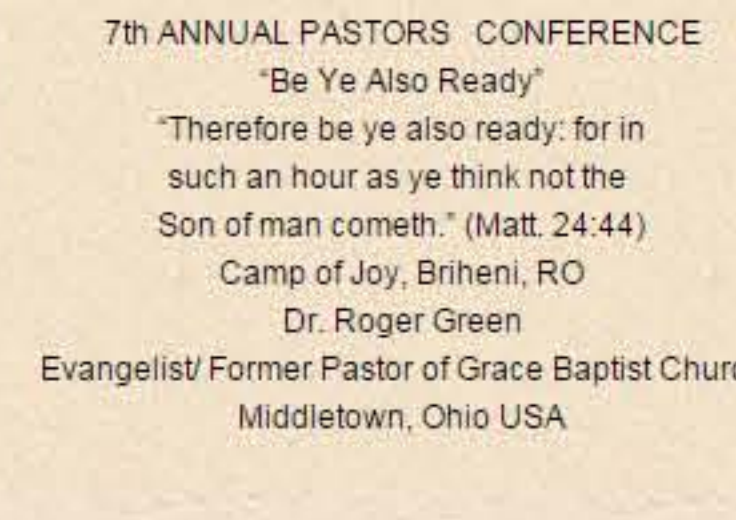 7th ANNUAL PASTORS CONFERENCE
"Be Ye Also Ready"
"Therefore be ye also ready: for in
such an hour as ye think not the
Son of man cometh." (Matt. 24:44)
Camp of Joy, Briheni, RO
Dr. Roger Green
Evangelist/ Former Pastor of Grace Baptist
Middletown, Ohio USA